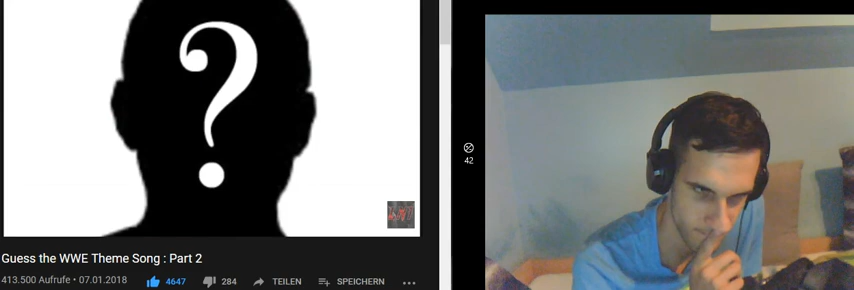 Guess the WWE Theme Song : Part 2
413.500 Aufrufe • 07.01.2018 4647 284 TEILEN SPEICHERN ...
42